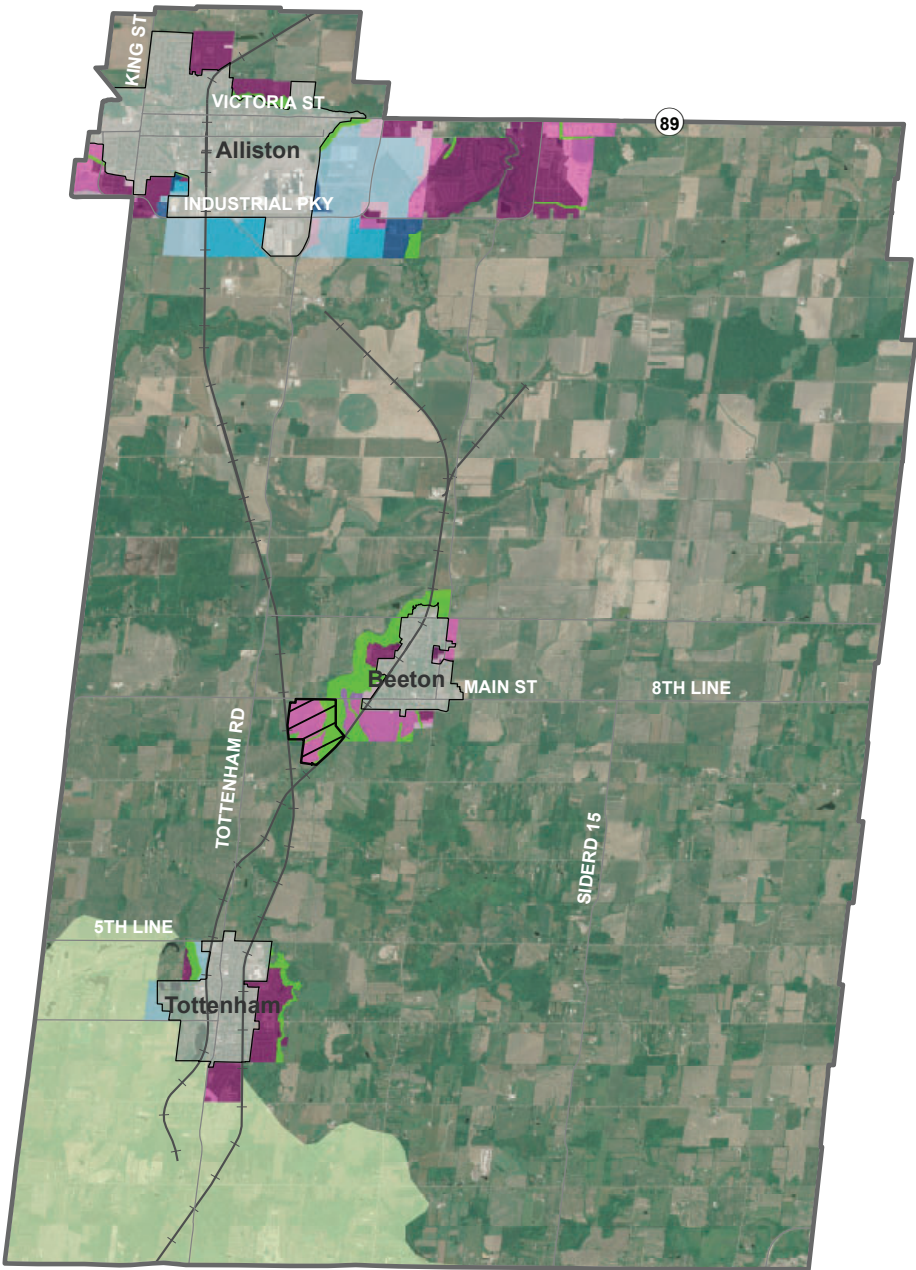 KING ST
VICTORIA ST
89
Alliston
INDUSTRIAL PKY
Beeton
MAIN ST
8TH LINE
TOTTENHAM RD
SIDERD 15
5TH LINE
Tottenham